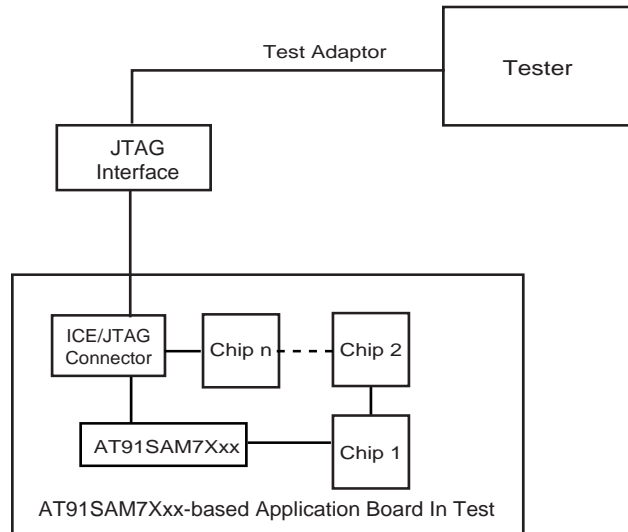 Test Adaptor
Tester
JTAG
Interface
ICE/JTAG
Connector
Chip n
Chip 2
AT91SAM7Xxx
Chip 1
AT91SAM7Xxx-based Application Board In Test